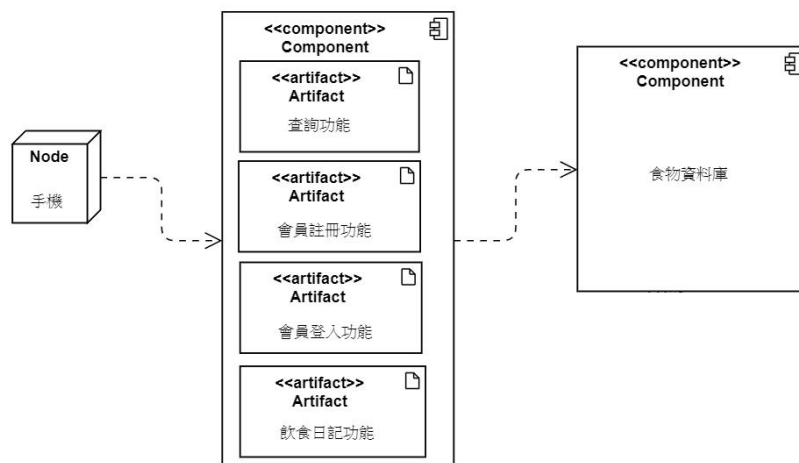 Node
手機
<<component>>
Component
<<artifact>>
Artifact
查詢功能
<<artifact>>
Artifact
會員註冊功能
<<artifact>>
Artifact
會員登入功能
<<artifact>>
Artifact
飲食日記功能
<<component>>
Component
食物資料庫